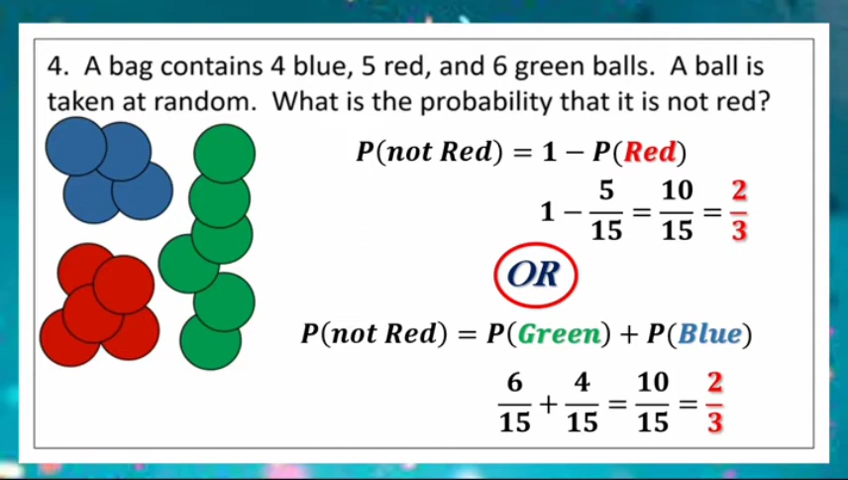 4. A bag contains 4 blue, 5 red, and 6 green balls. A ball is
taken at random. What is the probability that it is not red?
P(not Red) = 1 − P(Red)
1 − 5/15 = 10/15 = 2/3
OR
P(not Red) = P(Green) + P(Blue)
6/15 + 4/15 = 10/15 = 2/3